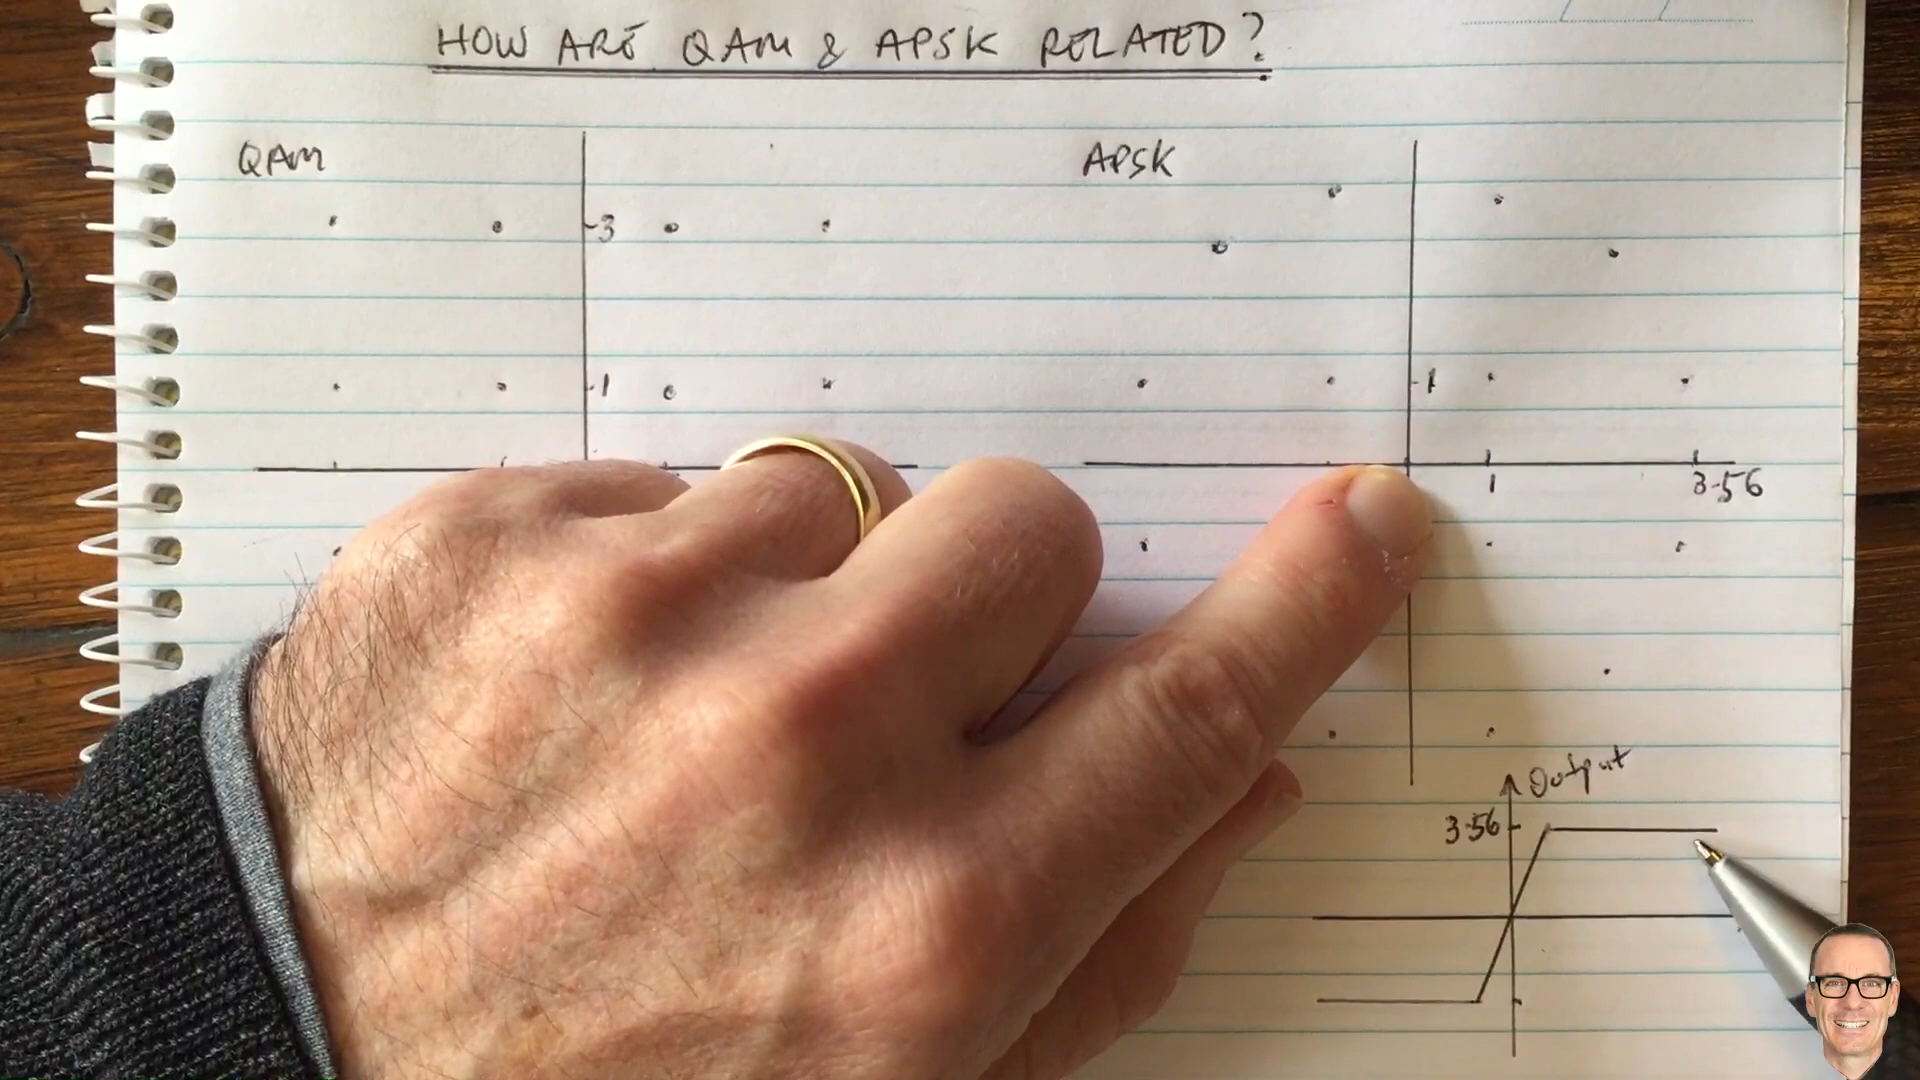 HOW ARE QAM & APSK RELATED?
QAM
APSK
3
1
1
1
3.56
Output
3.56